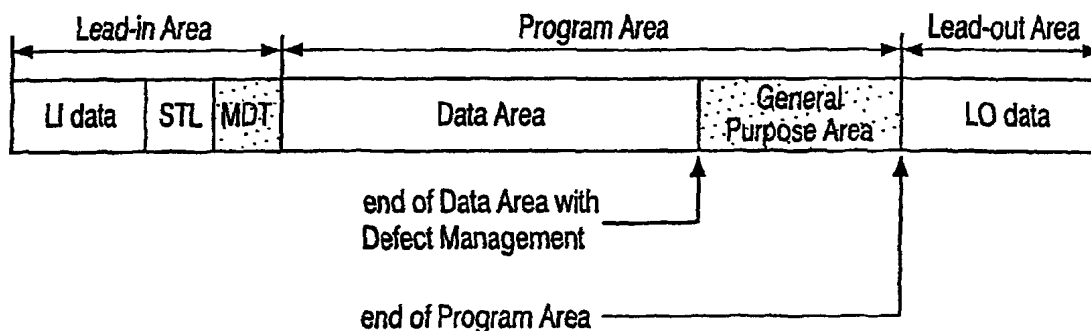 Lead-in Area
Program Area
Lead-out Area
LI data
STL
MDT
Data Area
General
Purpose Area
LO data
end of Data Area with
Defect Management
end of Program Area